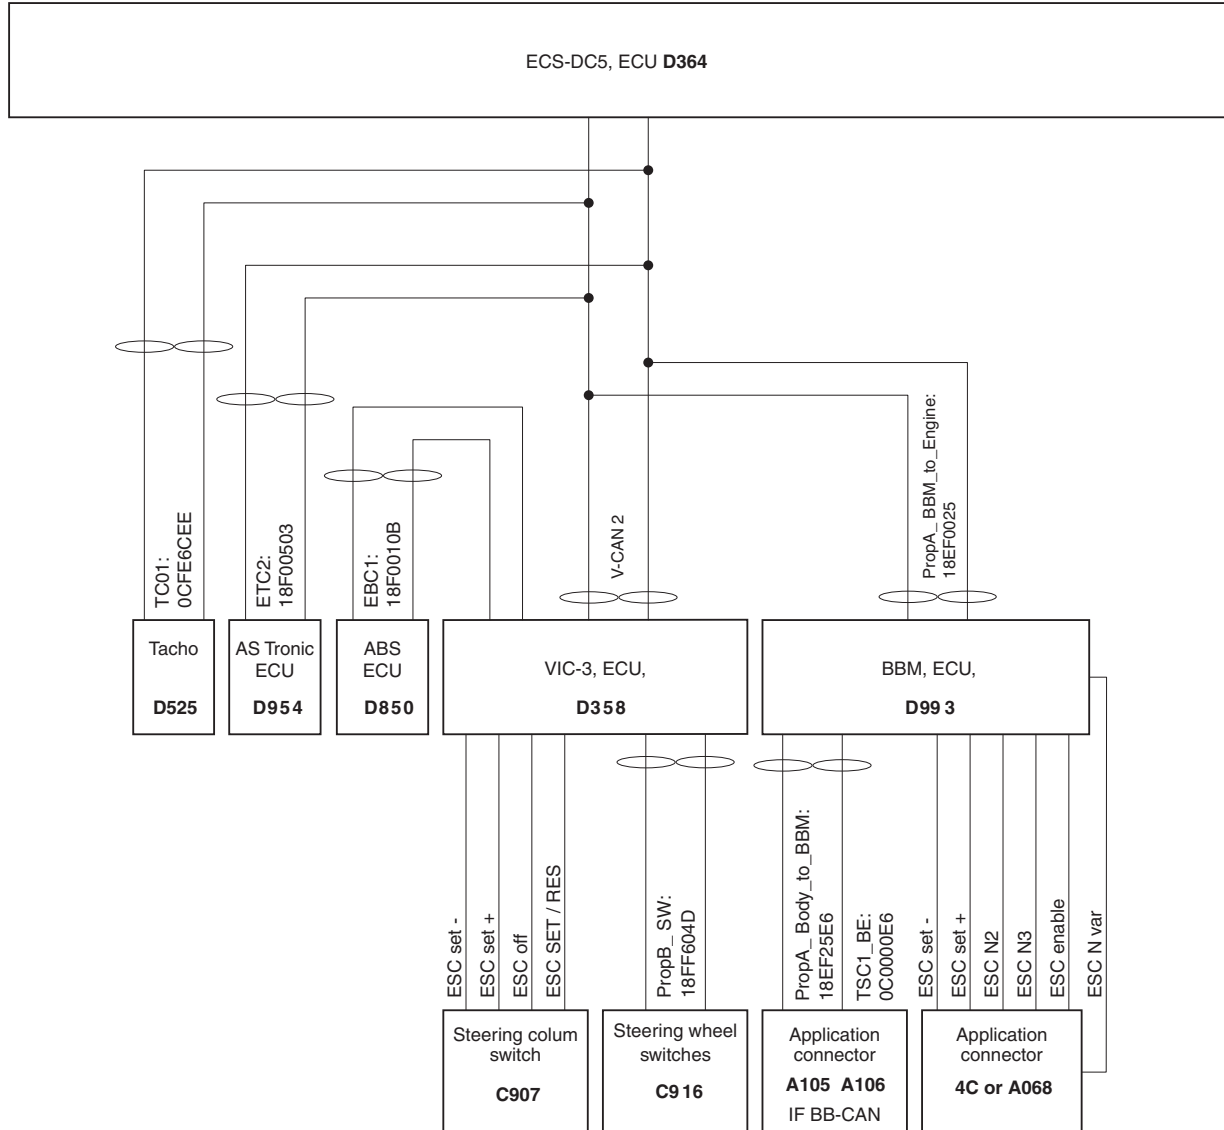 ECS-DC5, ECU D364
TC01:
0CFE6CEE
ETC2:
18F00503
EBC1:
18F0010B
V-CAN 2
PropA_ BBM_to_Engine:
18EF0025
Tacho
D525
AS Tronic
ECU
D954
ABS
ECU
D850
VIC-3, ECU,
D358
BBM, ECU,
D99 3
ESC set -
ESC set +
ESC off
ESC SET / RES
PropB_ SW:
18FF604D
PropA_ Body_to_BBM:
18EF25E6
TSC1_BE:
0C0000E6
ESC set -
ESC set +
ESC N2
ESC N3
ESC enable
ESC N var
Steering colum
switch
C907
Steering wheel
switches
C9 16
Application
connector
A105 A106
IF BB-CAN
Application
connector
4C or A068